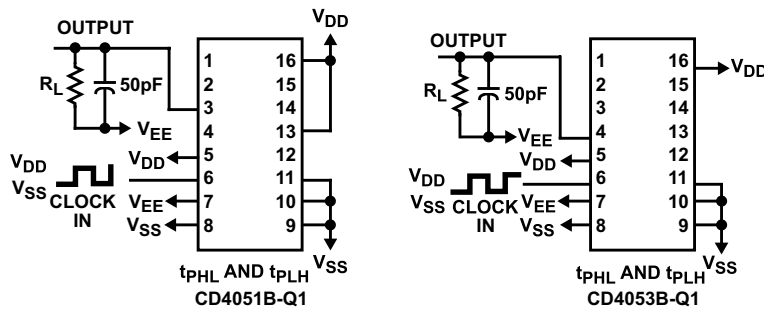 OUTPUT
RL
50pF
VEE
VDD
VDD
VSS
CLOCK
IN
VEE
VSS
1
2
3
4
5
6
7
8
16
15
14
13
12
11
10
9
VDD
VSS
tPHL AND tPLH
CD4051B-Q1
OUTPUT
RL
50pF
VEE
VDD
VDD
VSS
CLOCK
IN
VEE
VSS
1
2
3
4
5
6
7
8
16
15
14
13
12
11
10
9
VDD
VSS
tPHL AND tPLH
CD4053B-Q1